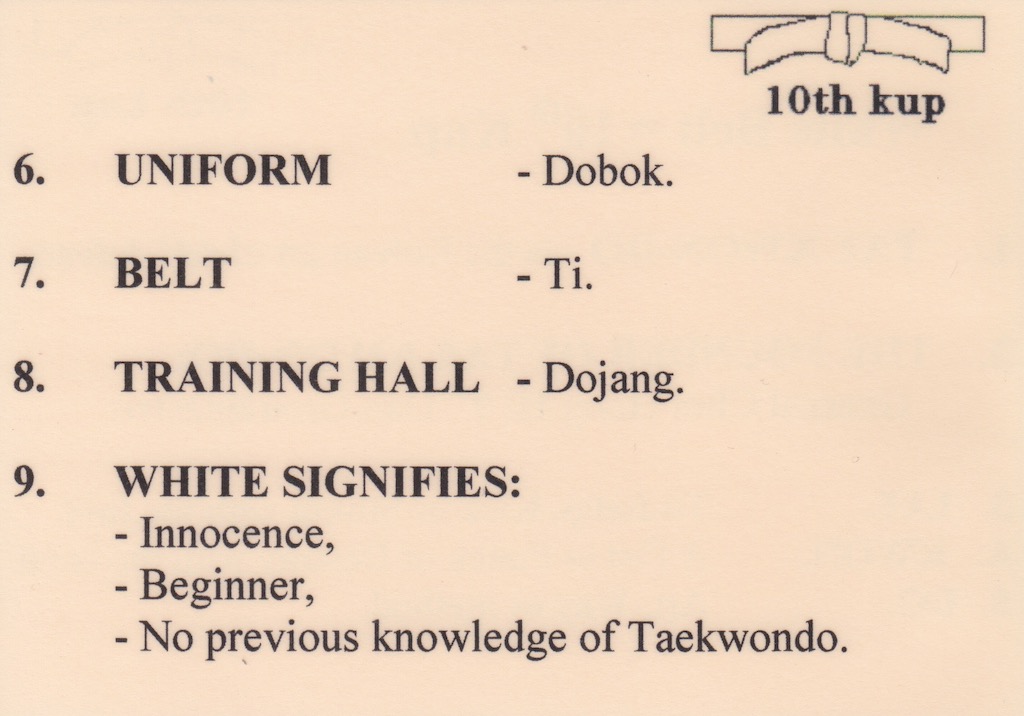 10th kup
6. UNIFORM - Dobok.
7. BELT - Ti.
8. TRAINING HALL - Dojang.
9. WHITE SIGNIFIES:
- Innocence,
- Beginner,
- No previous knowledge of Taekwondo.